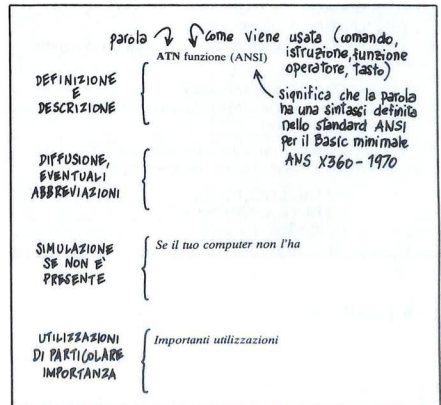 parola
come viene usata (comando,
istruzione, funzione
operatore, tasto)
ATN funzione (ANSI)
significa che la parola
ha una sintassi definita
nello standard ANSI
per il Basic minimale
ANS X360-1970
DEFINIZIONE
E
DESCRIZIONE
DIFFUSIONE,
EVENTUALI
ABBREVIAZIONI
SIMULAZIONE
SE NON E'
PRESENTE
Se il tuo computer non l'ha
UTILIZZAZIONI
DI PARTICOLARE
IMPORTANZA
Importanti utilizzazioni